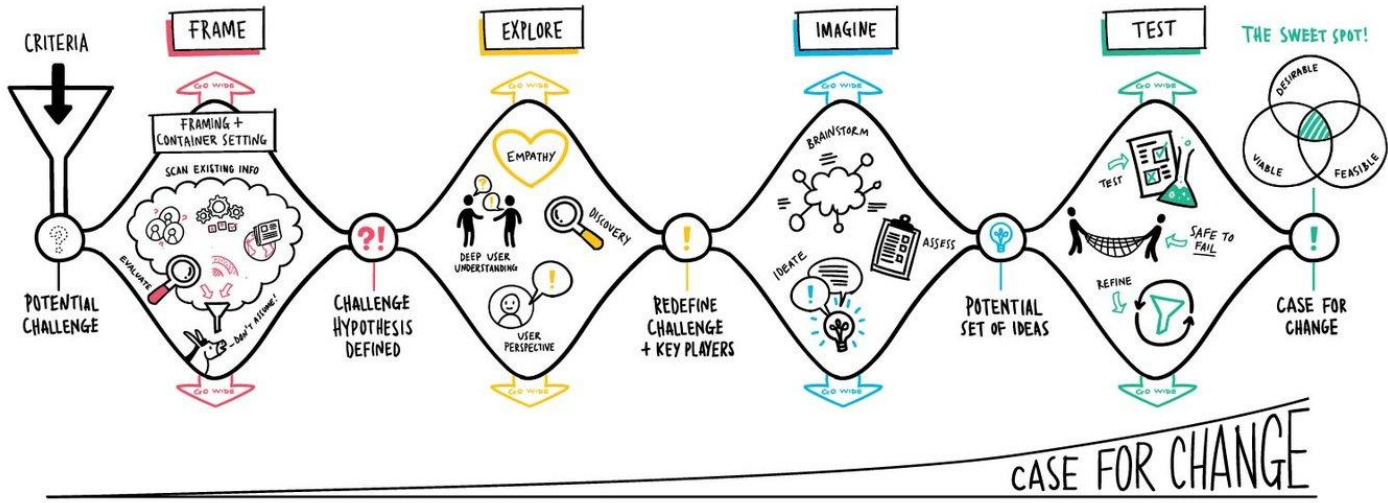 CRITERIA
POTENTIAL
CHALLENGE
FRAME
GO WIDE
FRAMING +
CONTAINER SETTING
SCAN EXISTING INFO
EVALUATE
DON'T ASSUME!
GO WIDE
?!
CHALLENGE
HYPOTHESIS
DEFINED
EXPLORE
GO WIDE
EMPATHY
DEEP USER
UNDERSTANDING
DISCOVERY
USER
PERSPECTIVE
GO WIDE
!
REDEFINE
CHALLENGE
+ KEY PLAYERS
IMAGINE
GO WIDE
BRAINSTORM
ASSESS
IDEATE
GO WIDE
POTENTIAL
SET OF IDEAS
TEST
GO WIDE
TEST
SAFE TO
FAIL
REFINE
GO WIDE
THE SWEET SPOT!
DESIRABLE
VIABLE
FEASIBLE
!
CASE FOR
CHANGE
CASE FOR CHANGE